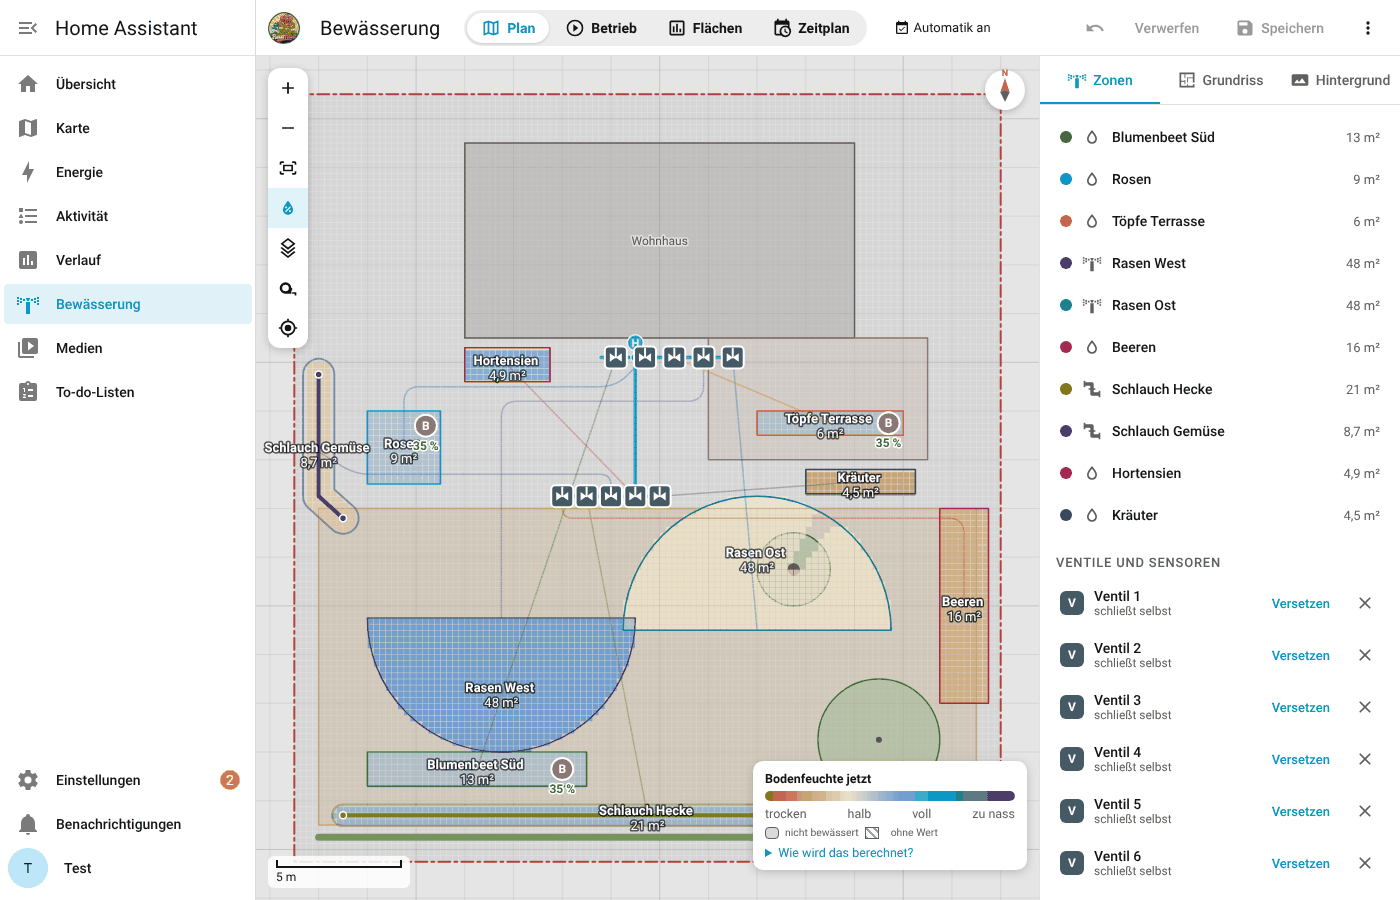 Home Assistant
Bewässerung
Plan
Betrieb
Flächen
Zeitplan
Automatik an
Verwerfen
Speichern
Übersicht
Karte
Energie
Aktivität
Verlauf
Bewässerung
Medien
To-do-Listen
Einstellungen
2
Benachrichtigungen
T
Test
N
Wohnhaus
H
Hortensien
4,9 m²
Töpfe Terrasse
6 m²
B
35 %
Rosen
9 m²
B
35 %
Schlauch Gemüse
8,7 m²
Kräuter
4,5 m²
Rasen Ost
48 m²
Beeren
16 m²
Rasen West
48 m²
Blumenbeet Süd
13 m²
B
35 %
Schlauch Hecke
21 m²
5 m
Bodenfeuchte jetzt
trocken
halb
voll
zu nass
nicht bewässert
ohne Wert
Wie wird das berechnet?
Zonen
Grundriss
Hintergrund
Blumenbeet Süd
13 m²
Rosen
9 m²
Töpfe Terrasse
6 m²
Rasen West
48 m²
Rasen Ost
48 m²
Beeren
16 m²
Schlauch Hecke
21 m²
Schlauch Gemüse
8,7 m²
Hortensien
4,9 m²
Kräuter
4,5 m²
VENTILE UND SENSOREN
V
Ventil 1
schließt selbst
Versetzen
V
Ventil 2
schließt selbst
Versetzen
V
Ventil 3
schließt selbst
Versetzen
V
Ventil 4
schließt selbst
Versetzen
V
Ventil 5
schließt selbst
Versetzen
V
Ventil 6
schließt selbst
Versetzen